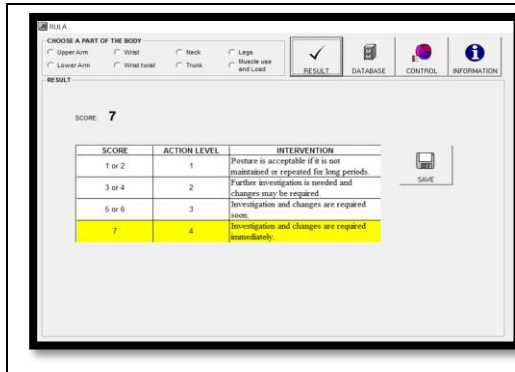 RULA
CHOOSE A PART OF THE BODY
Upper Arm Wrist Neck Legs
Lower Arm Wrist twist Trunk Muscle use and Load
RESULT DATABASE CONTROL INFORMATION
RESULT
SCORE: 7
SCORE ACTION LEVEL INTERVENTION
1 or 2 1 Posture is acceptable if it is not
maintained or repeated for long periods.
3 or 4 2 Further investigation is needed and
changes may be required.
5 or 6 3 Investigation and changes are required
soon.
7 4 Investigation and changes are required
immediately.
SAVE